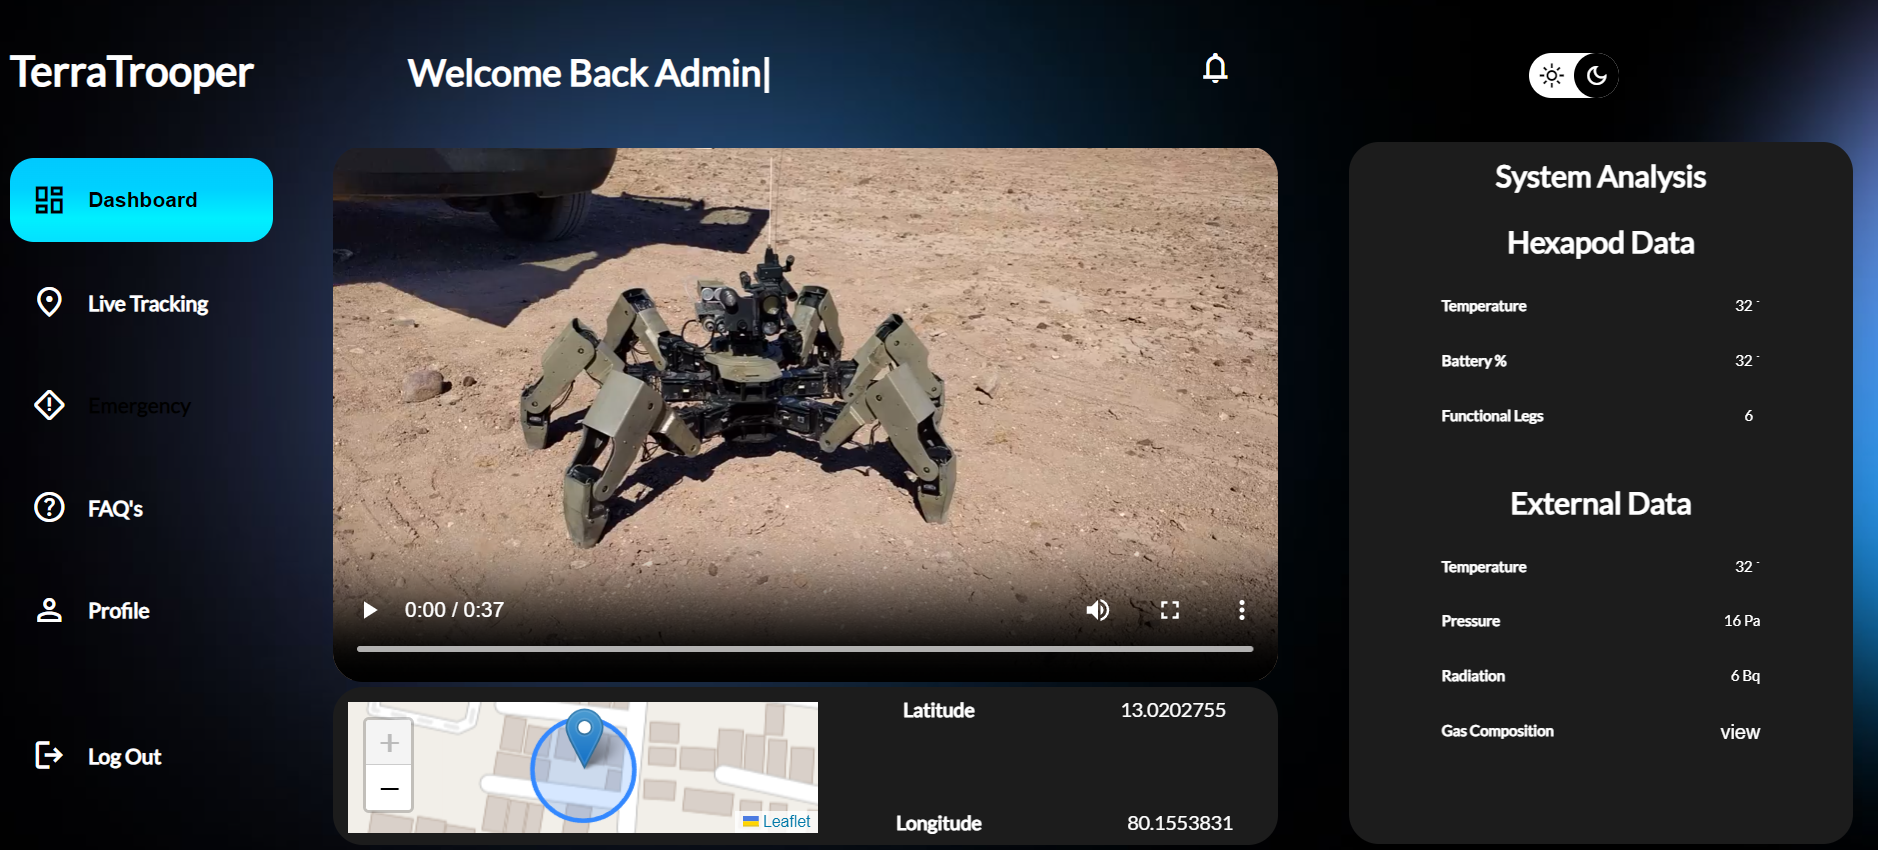 TerraTrooper
Welcome Back Admin|
Dashboard
Live Tracking
Emergency
FAQ's
Profile
Log Out
0:00 / 0:37
+
−
Leaflet
Latitude 13.0202755
Longitude 80.1553831
System Analysis
Hexapod Data
Temperature 32 -
Battery % 32 -
Functional Legs 6
External Data
Temperature 32 -
Pressure 16 Pa
Radiation 6 Bq
Gas Composition view